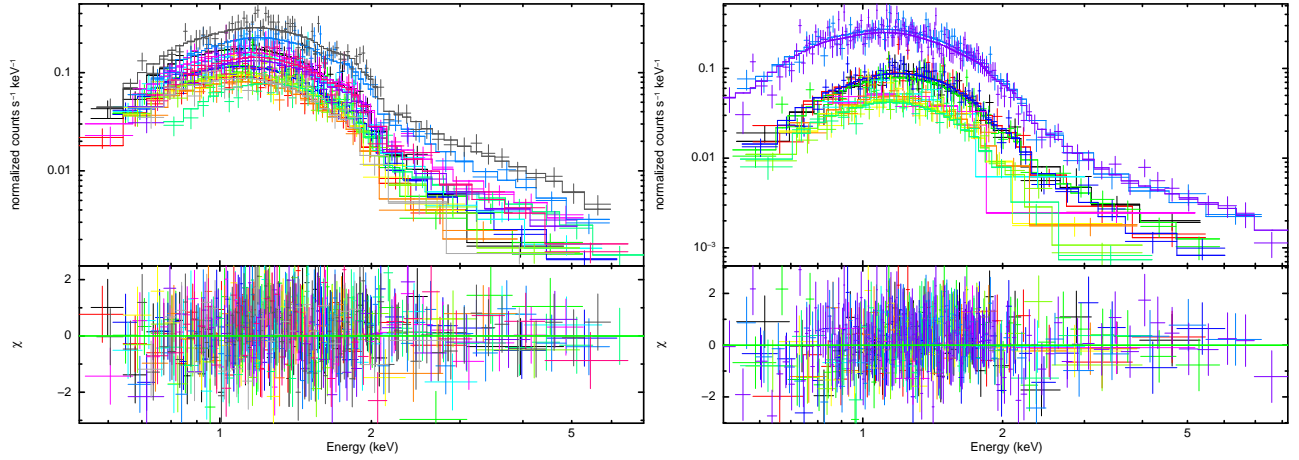 normalized counts s⁻¹ keV⁻¹
0.1
0.01
χ
2
0
−2
1
2
5
Energy (keV)
normalized counts s⁻¹ keV⁻¹
0.1
0.01
10⁻³
χ
2
0
−2
1
2
5
Energy (keV)